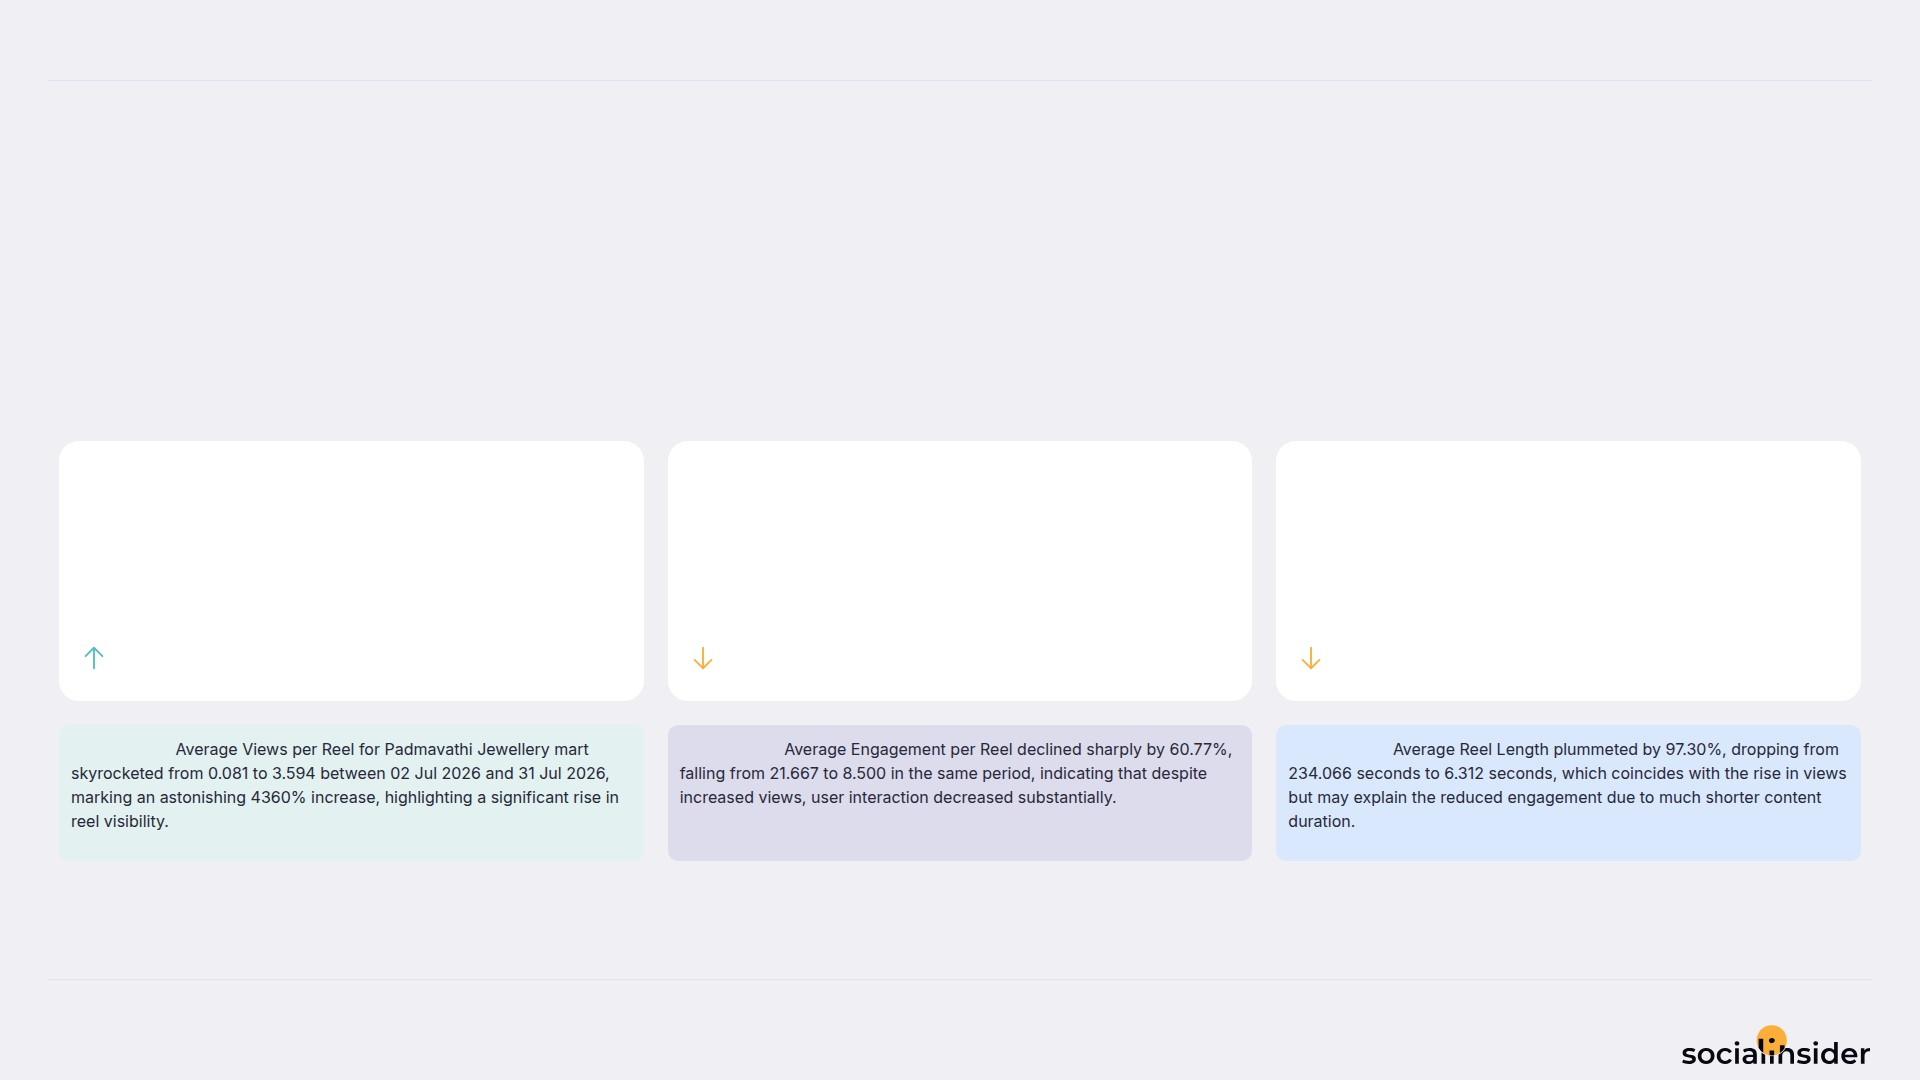 Average Views per Reel for Padmavathi Jewellery mart
skyrocketed from 0.081 to 3.594 between 02 Jul 2026 and 31 Jul 2026,
marking an astonishing 4360% increase, highlighting a significant rise in
reel visibility.
Average Engagement per Reel declined sharply by 60.77%,
falling from 21.667 to 8.500 in the same period, indicating that despite
increased views, user interaction decreased substantially.
Average Reel Length plummeted by 97.30%, dropping from
234.066 seconds to 6.312 seconds, which coincides with the rise in views
but may explain the reduced engagement due to much shorter content
duration.
socialinsider